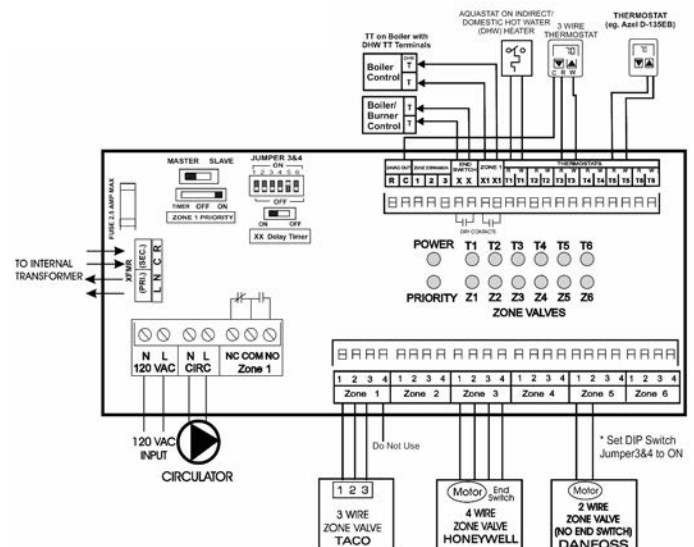 AQUASTAT ON INDIRECT/
DOMESTIC HOT WATER
(DHW) HEATER
3 WIRE
THERMOSTAT
THERMOSTAT
(eg. Azel D-135EB)
TT on Boiler with
DHW TT Terminals
Boiler
Control
DHW
T
T
Boiler/
Burner
Control
T
T
70
C R W
70
MASTER SLAVE
TIMER OFF ON
ZONE 1 PRIORITY
JUMPER 3&4
ON
1 2 3 4 5 6
OFF
ON OFF
XX Delay Timer
FUSE 2.5 AMP MAX
24VAC OUT
ZONE EXPANSION
END
SWITCH
ZONE 1
THERMOSTATS
R W R W R W R W R W R W
R C 1 2 3 X X X1 X1 T1 T1 T2 T2 T3 T3 T4 T4 T5 T5 T6 T6
DRY CONTACTS
POWER T1 T2 T3 T4 T5 T6
PRIORITY Z1 Z2 Z3 Z4 Z5 Z6
ZONE VALVES
TO INTERNAL
TRANSFORMER
XFMR
(PRI.) (SEC.)
L N C R
N L
120 VAC
N L
CIRC
NC COM NO
Zone 1
1 2 3 4 1 2 3 4 1 2 3 4 1 2 3 4 1 2 3 4 1 2 3 4
Zone 1 Zone 2 Zone 3 Zone 4 Zone 5 Zone 6
120 VAC
INPUT
CIRCULATOR
Do Not Use
* Set DIP Switch
Jumper3&4 to ON
1 2 3
3 WIRE
ZONE VALVE
TACO
Motor
End
Switch
4 WIRE
ZONE VALVE
HONEYWELL
Motor
2 WIRE
ZONE VALVE
(NO END SWITCH)
DANFOSS